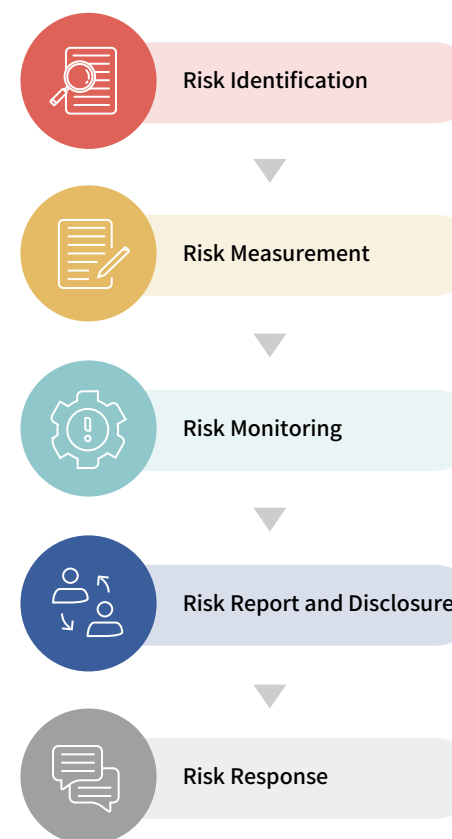 Risk Identification
Risk Measurement
Risk Monitoring
Risk Report and Disclosure
Risk Response